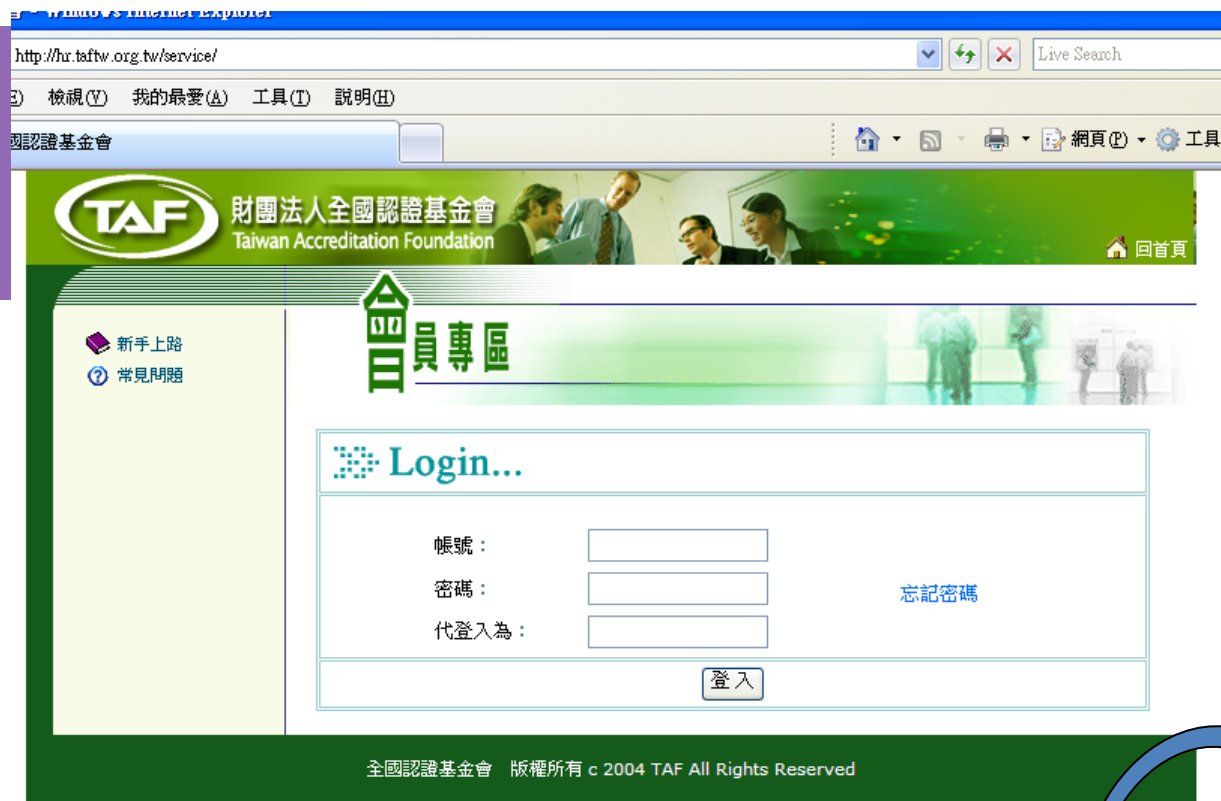 - Windows Internet Explorer
http://hr.taftw.org.tw/service/
Live Search
檢視(V) 我的最愛(A) 工具(T) 説明(H)
國認證基金會
網頁(P) 工具
TAF
財團法人全國認證基金會
Taiwan Accreditation Foundation
回首頁
會員專區
新手上路
常見問題
Login...
帳號：
密碼：
忘記密碼
代登入為：
登入
全國認證基金會 版權所有 c 2004 TAF All Rights Reserved